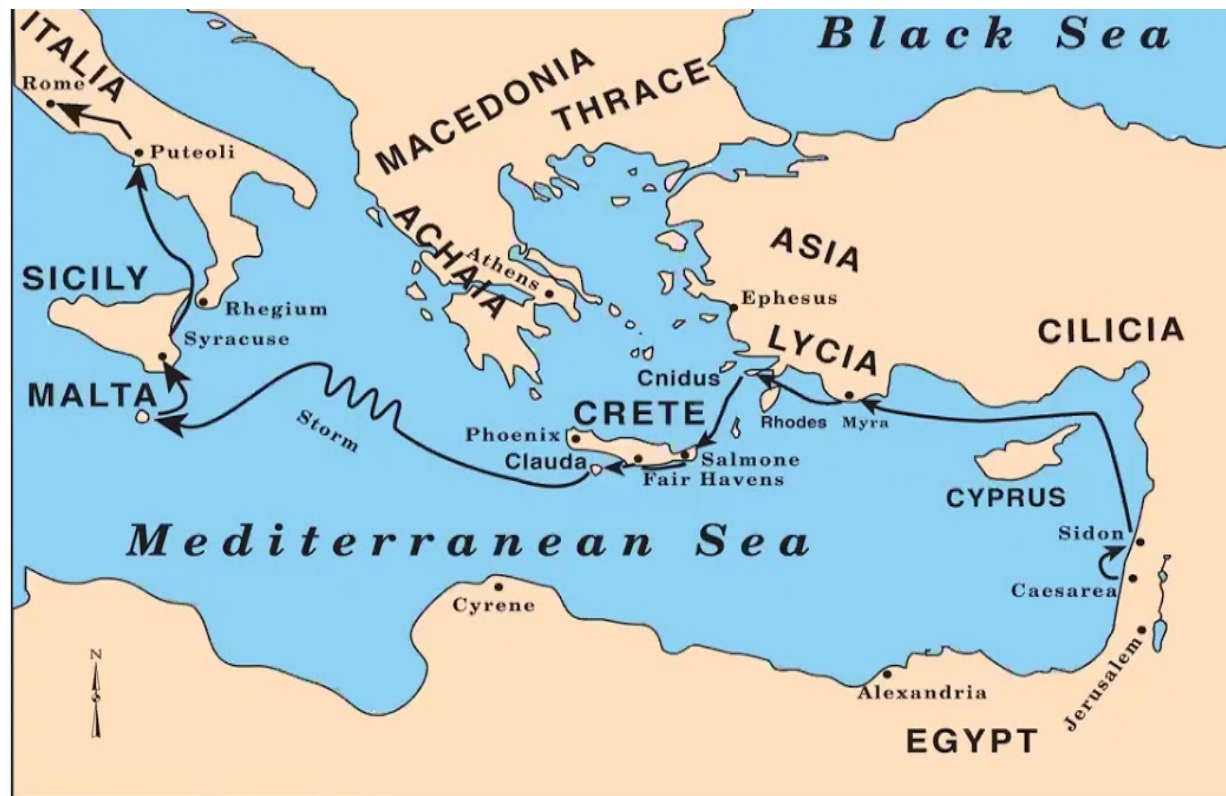 ITALIA
Black Sea
Rome
MACEDONIA
THRACE
Puteoli
ACHAIA
Athens
ASIA
SICILY
Rhegium
Ephesus
Syracuse
LYCIA
CILICIA
MALTA
Storm
Cnidus
CRETE
Rhodes
Myra
Phoenix
Clauda
Salmone
Fair Havens
CYPRUS
Mediterranean Sea
Sidon
Caesarea
Cyrene
N
Jerusalem
Alexandria
EGYPT